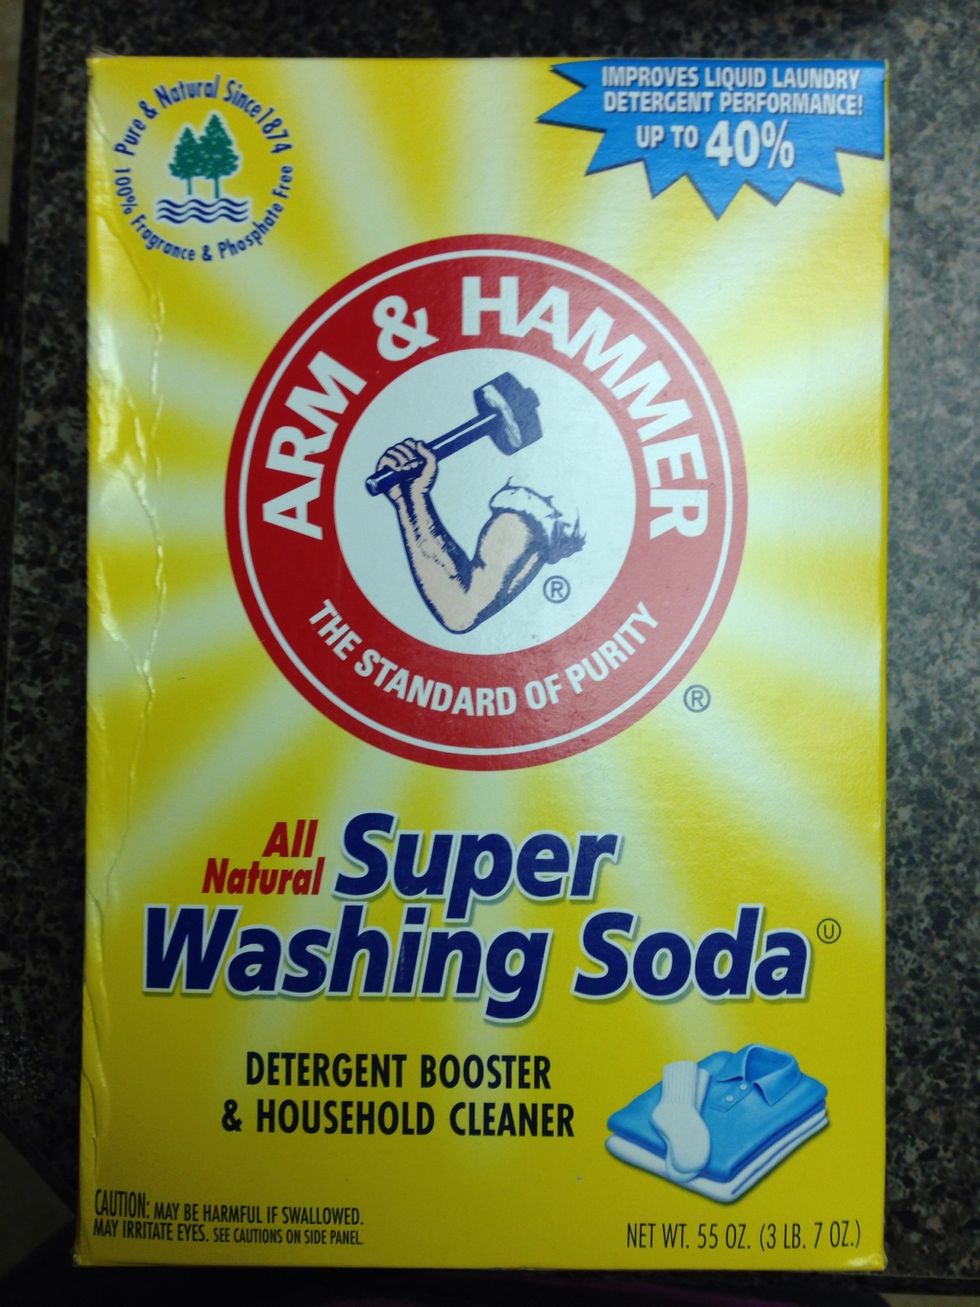 Pure & Natural Since 1874
100% Fragrance & Phosphate Free
IMPROVES LIQUID LAUNDRY
DETERGENT PERFORMANCE!
UP TO 40%
ARM & HAMMER
®
THE STANDARD OF PURITY
®
All
Natural
Super
Washing Soda
U
DETERGENT BOOSTER
& HOUSEHOLD CLEANER
CAUTION: MAY BE HARMFUL IF SWALLOWED.
MAY IRRITATE EYES. SEE CAUTIONS ON SIDE PANEL.
NET WT. 55 OZ. (3 LB. 7 OZ.)